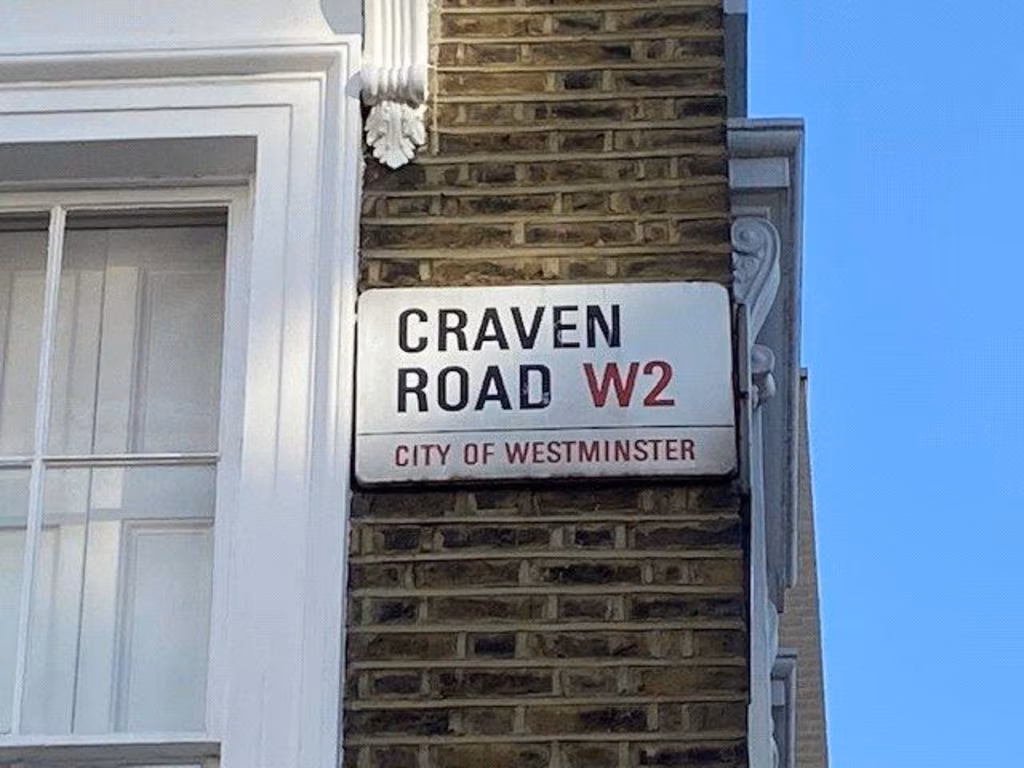 CRAVEN
ROAD W2
CITY OF WESTMINSTER